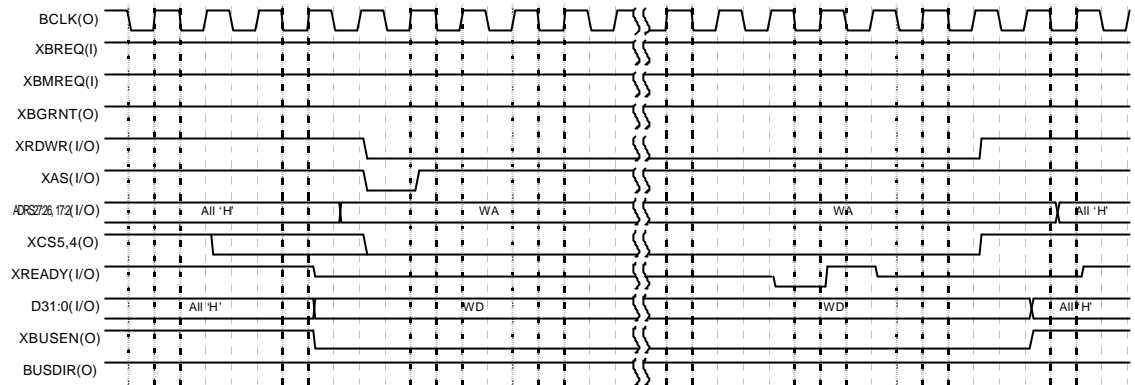 BCLK(O)
XBREQ(I)
XBMREQ(I)
XBGRNT(O)
XRDWR(I/O)
XAS(I/O)
ADRS27:26, 17:2(I/O) All 'H' WA WA All 'H'
XCS5,4(O)
XREADY(I/O)
D31:0(I/O) All 'H' WD WD All 'H'
XBUSEN(O)
BUSDIR(O)